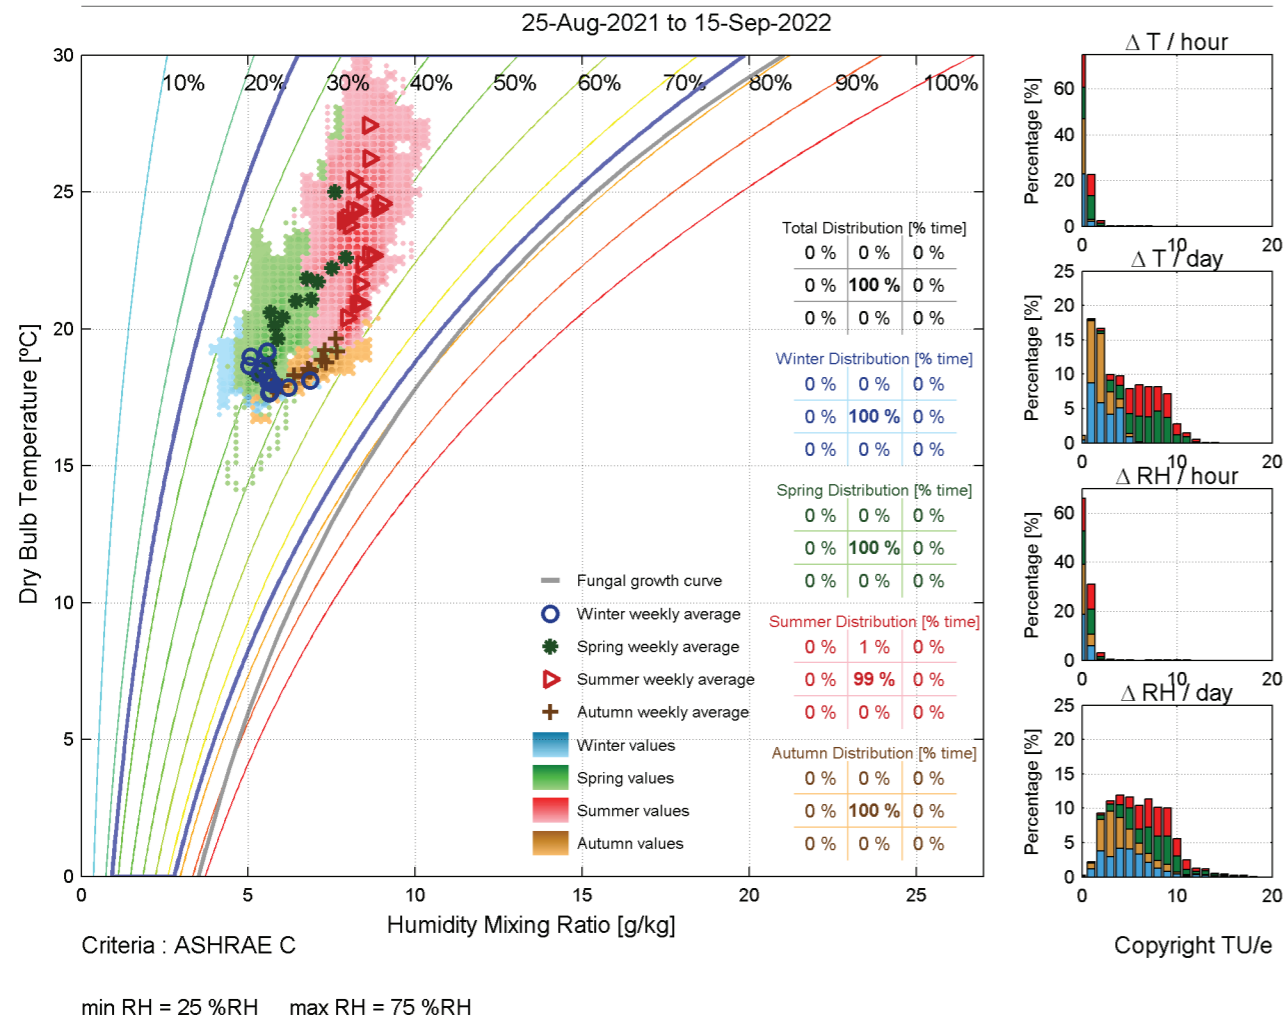 25-Aug-2021 to 15-Sep-2022
30
25
20
15
10
5
0
10% 20% 30% 40% 50% 60% 70% 80% 90% 100%
Dry Bulb Temperature [ºC]
0 5 10 15 20 25
Humidity Mixing Ratio [g/kg]
Fungal growth curve
Winter weekly average
Spring weekly average
Summer weekly average
Autumn weekly average
Winter values
Spring values
Summer values
Autumn values
Total Distribution [% time]
0 % 0 % 0 %
0 % 100 % 0 %
0 % 0 % 0 %
Winter Distribution [% time]
0 % 0 % 0 %
0 % 100 % 0 %
0 % 0 % 0 %
Spring Distribution [% time]
0 % 0 % 0 %
0 % 100 % 0 %
0 % 0 % 0 %
Summer Distribution [% time]
0 % 1 % 0 %
0 % 99 % 0 %
0 % 0 % 0 %
Autumn Distribution [% time]
0 % 0 % 0 %
0 % 100 % 0 %
0 % 0 % 0 %
Δ T / hour
Percentage [%]
60
40
20
0
0 10 20
Δ T / day
Percentage [%]
25
20
15
10
5
0
0 10 20
Δ RH / hour
Percentage [%]
60
40
20
0
0 10 20
Δ RH / day
Percentage [%]
25
20
15
10
5
0
0 10 20
Criteria : ASHRAE C
Copyright TU/e
min RH = 25 %RH max RH = 75 %RH